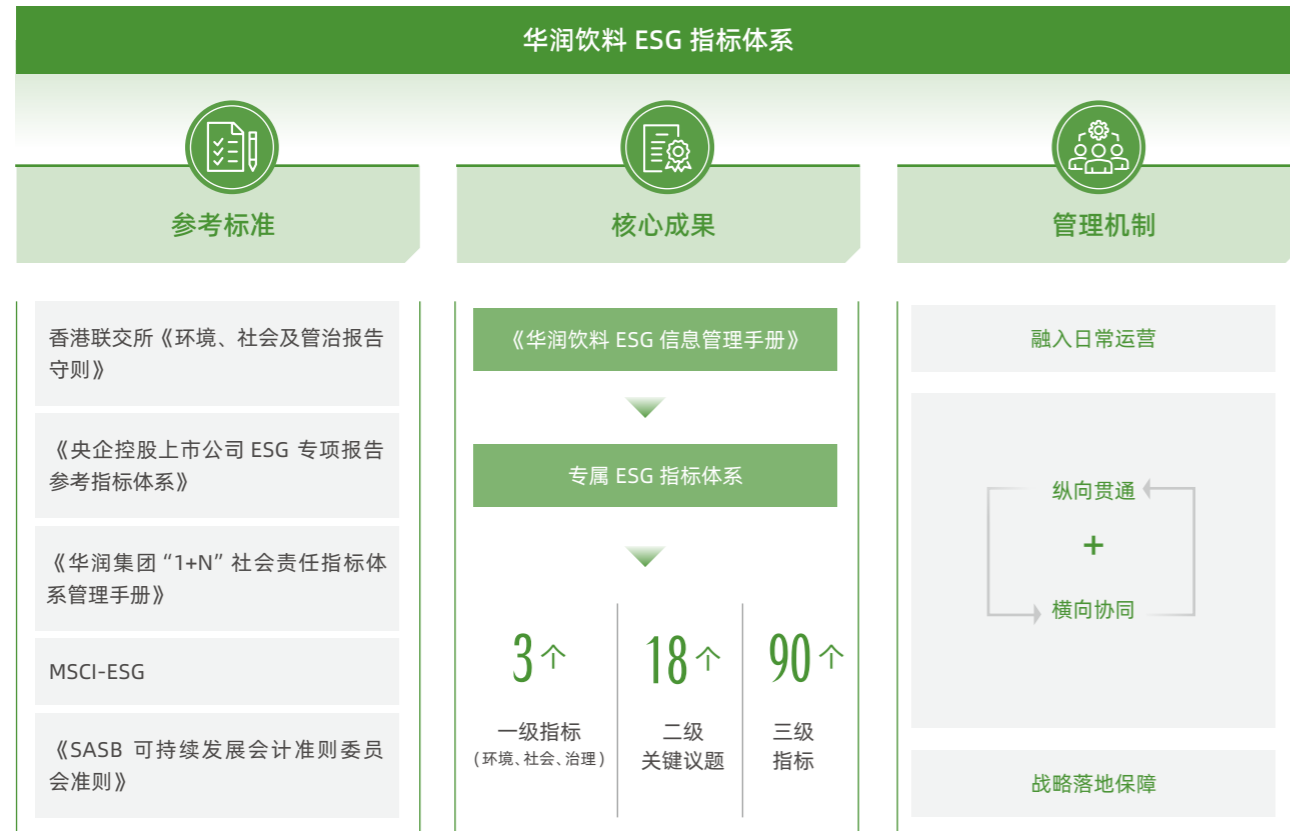 华润饮料 ESG 指标体系
参考标准
香港联交所《环境、社会及管治报告
守则》
《央企控股上市公司 ESG 专项报告
参考指标体系》
《华润集团“1+N”社会责任指标体
系管理手册》
MSCI-ESG
《SASB 可持续发展会计准则委员
会准则》
核心成果
《华润饮料 ESG 信息管理手册》
专属 ESG 指标体系
3个
一级指标
(环境、社会、治理)
18个
二级
关键议题
90个
三级
指标
管理机制
融入日常运营
纵向贯通
+
横向协同
战略落地保障